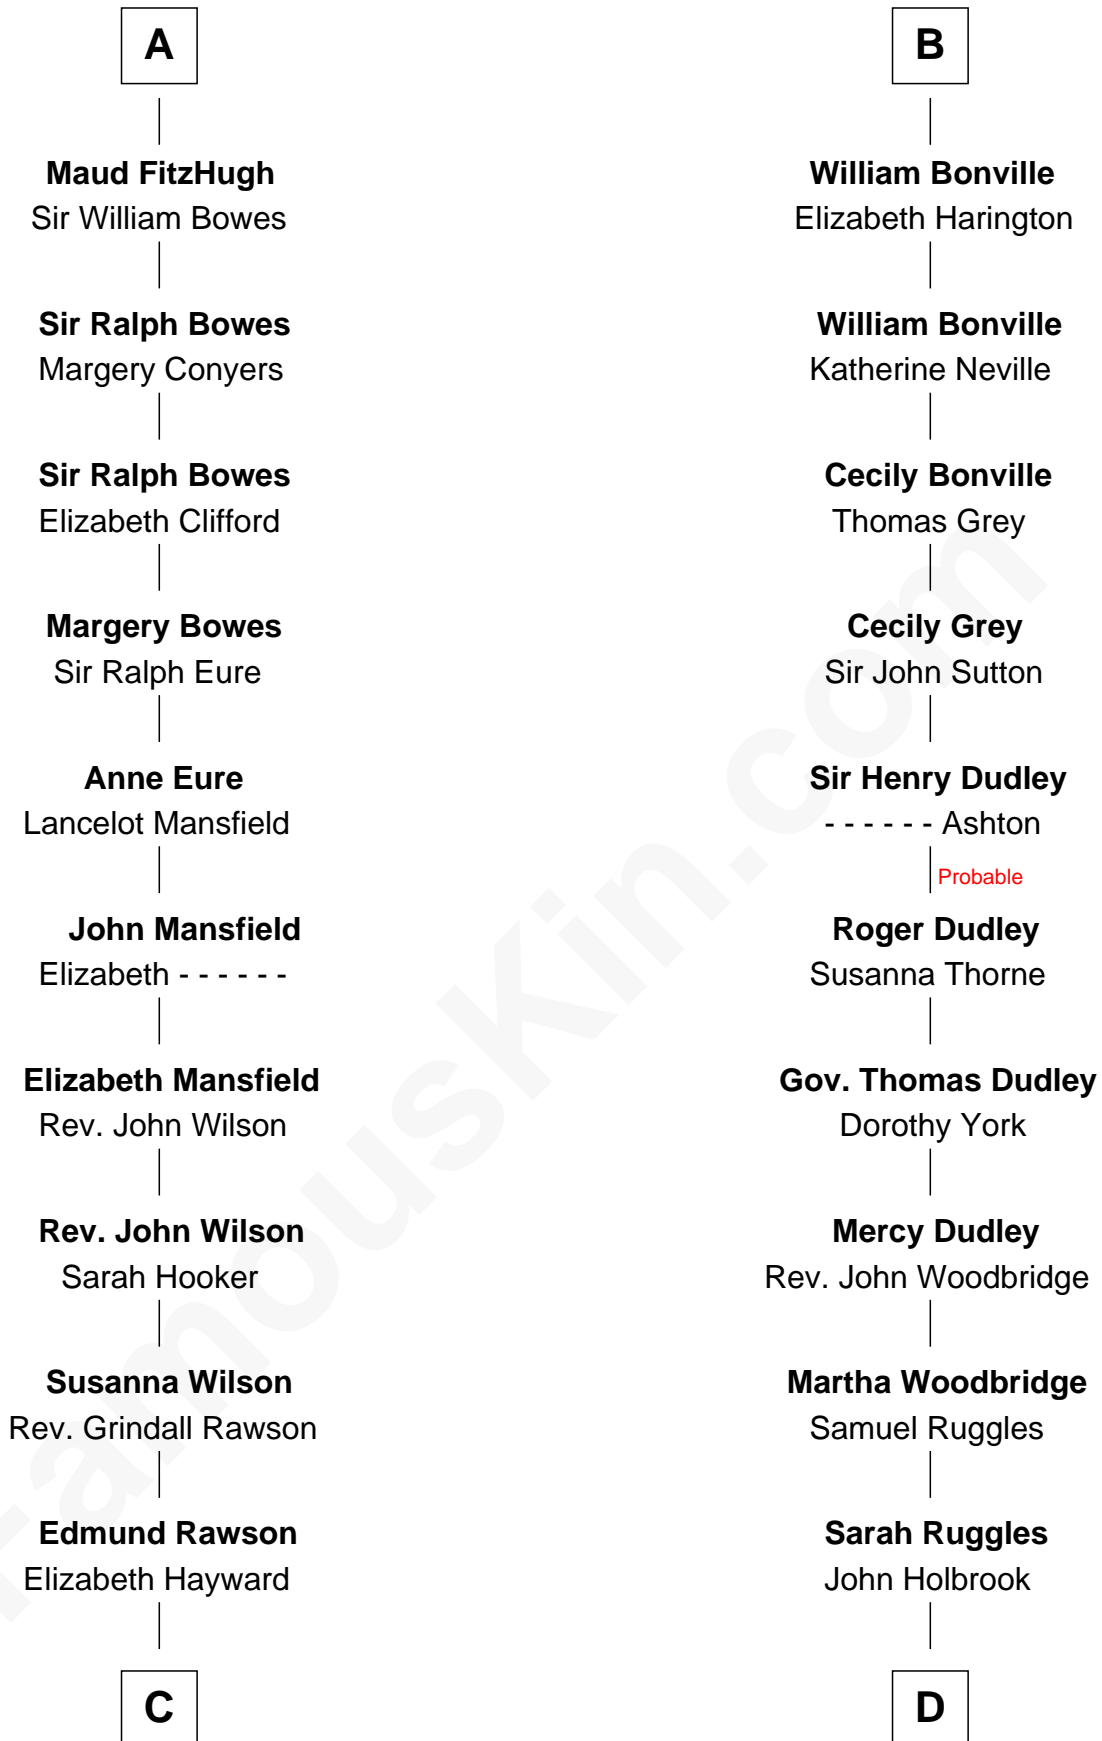 A
Maud FitzHugh
Sir William Bowes
Sir Ralph Bowes
Margery Conyers
Sir Ralph Bowes
Elizabeth Clifford
Margery Bowes
Sir Ralph Eure
Anne Eure
Lancelot Mansfield
John Mansfield
Elizabeth - - - - - -
Elizabeth Mansfield
Rev. John Wilson
Rev. John Wilson
Sarah Hooker
Susanna Wilson
Rev. Grindall Rawson
Edmund Rawson
Elizabeth Hayward
C
B
William Bonville
Elizabeth Harington
William Bonville
Katherine Neville
Cecily Bonville
Thomas Grey
Cecily Grey
Sir John Sutton
Sir Henry Dudley
- - - - - - Ashton
Probable
Roger Dudley
Susanna Thorne
Gov. Thomas Dudley
Dorothy York
Mercy Dudley
Rev. John Woodbridge
Martha Woodbridge
Samuel Ruggles
Sarah Ruggles
John Holbrook
D
FamousKin.com